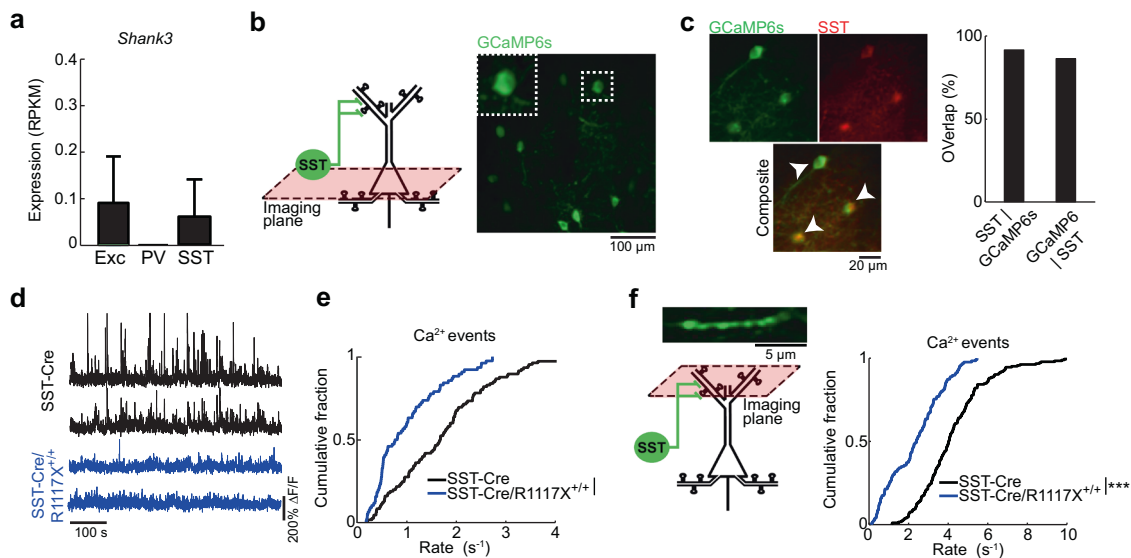 a
Shank3
Expression (RPKM)
0.4
0.3
0.2
0.1
0
Exc PV SST
b
GCaMP6s
SST
Imaging
plane
100 µm
c
GCaMP6s SST
Composite
20 µm
OVerlap (%)
100
50
0
SST |
GCaMP6s
GCaMP6
| SST
d
SST-Cre
SST-Cre/
R1117X+/+
100 s
200% ΔF/F
e
Ca²⁺ events
Cumulative fraction
1
0.5
0
SST-Cre
SST-Cre/R1117X⁺/⁺
0 1 2 3 4
Rate (s⁻¹)
f
5 µm
Imaging
plane
SST
Ca²⁺ events
Cumulative fraction
1
0.5
0
SST-Cre
SST-Cre/R1117X⁺/⁺
***
0 2 4 6 8 10
Rate (s⁻¹)